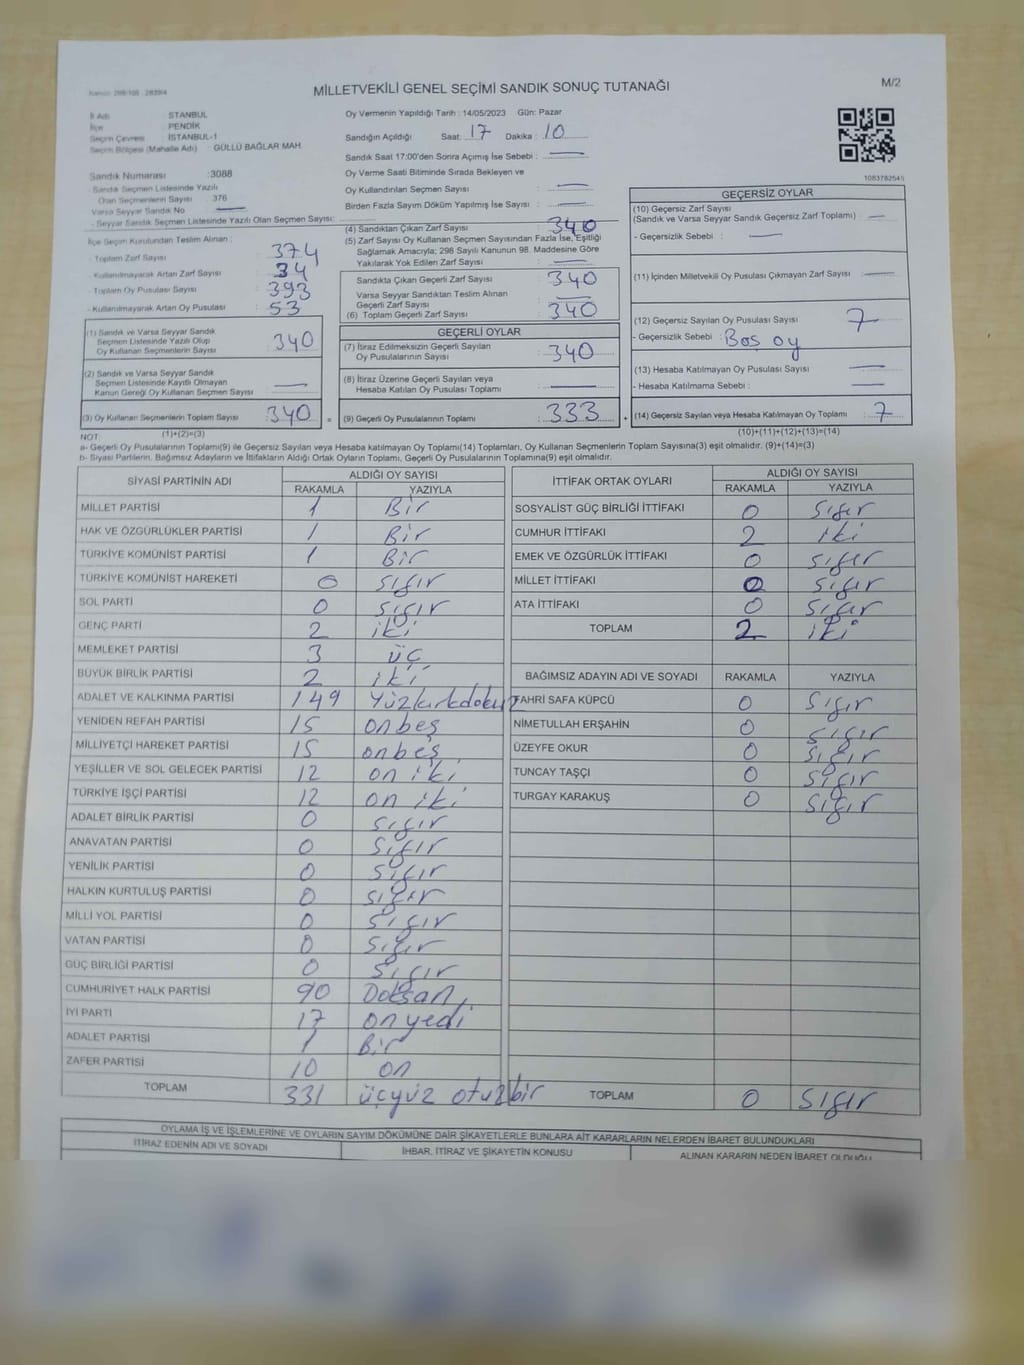 MİLLETVEKİLİ GENEL SEÇİMİ SANDIK SONUÇ TUTANAĞI
M/2
İl Adı : İSTANBUL
İlçe : PENDİK
Seçim Çevresi : İSTANBUL-1
Seçim Bölgesi (Mahalle Adı) : GÜLLÜ BAĞLAR MAH.
Sandık Numarası :3088
- Sandık Seçmen Listesinde Yazılı
Olan Seçmenlerin Sayısı : 376
Varsa Seyyar Sandık No
- Seyyar Sandık Seçmen Listesinde Yazılı Olan Seçmen Sayısı:
İlçe Seçim Kurulundan Teslim Alınan :
- Toplam Zarf Sayısı : 374
- Kullanılmayarak Artan Zarf Sayısı : 34
- Toplam Oy Pusulası : 393
- Kullanılmayarak Artan Oy Pusulası : 53
(1) Sandık ve Varsa Seyyar Sandık
Seçmen Listesinde Yazılı Olup
Oy Kullanan Seçmenlerin Sayısı : 340
(2) Sandık ve Varsa Seyyar Sandık
Seçmen Listesinde Kayıtlı Olmayan
Kanun Gereği Oy Kullanan Seçmen Sayısı :
(3) Oy Kullanan Seçmenlerin Toplam Sayısı : 340
(1)+(2)=(3)
Oy Vermenin Yapıldığı Tarih : 14/05/2023 Gün: Pazar
Sandığın Açıldığı Saat: 17 Dakika : 10
Sandık Saat 17:00'den Sonra Açımış İse Sebebi :
Oy Verme Saati Bitiminde Sırada Bekleyen ve
Oy Kullandırılan Seçmen Sayısı :
Birden Fazla Sayım Döküm Yapılmış İse Sayısı :
(4) Sandıktan Çıkan Zarf Sayısı : 340
(5) Zarf Sayısı Oy Kullanan Seçmen Sayısından Fazla İse, Eşitliği
Sağlamak Amacıyla; 298 Sayılı Kanunun 98. Maddesine Göre
Yakılarak Yok Edilen Zarf Sayısı :
Sandıkta Çıkan Geçerli Zarf Sayısı : 340
Varsa Seyyar Sandıktan Teslim Alınan
Geçerli Zarf Sayısı :
(6) Toplam Geçerli Zarf Sayısı : 340
GEÇERLİ OYLAR
(7) İtiraz Edilmeksizin Geçerli Sayılan
Oy Pusulalarının Sayısı : 340
(8) İtiraz Üzerine Geçerli Sayılan veya
Hesaba Katılan Oy Pusulası Toplamı :
= (9) Geçerli Oy Pusulalarının Toplamı : 333 +
1083782541
GEÇERSİZ OYLAR
(10) Geçersiz Zarf Sayısı
(Sandık ve Varsa Seyyar Sandık Geçersiz Zarf Toplamı) :
- Geçersizlik Sebebi :
(11) İçinden Milletvekili Oy Pusulası Çıkmayan Zarf Sayısı :
(12) Geçersiz Sayılan Oy Pusulası Sayısı : 7
- Geçersizlik Sebebi : Boş oy
(13) Hesaba Katılmayan Oy Pusulası Sayısı :
- Hesaba Katılmama Sebebi :
(14) Geçersiz Sayılan veya Hesaba Katılmayan Oy Toplamı : 7
(10)+(11)+(12)+(13)=(14)
NOT:
a- Geçerli Oy Pusulalarının Toplamı(9) ile Geçersiz Sayılan veya Hesaba katılmayan Oy Toplamı(14) Toplamları, Oy Kullanan Seçmenlerin Toplam Sayısına(3) eşit olmalıdır. (9)+(14)=(3)
b- Siyasi Partilerin, Bağımsız Adayların ve İttifakların Aldığı Ortak Oyların Toplamı, Geçerli Oy Pusulalarının Toplamına(9) eşit olmalıdır.
SİYASİ PARTİNİN ADI ALDIĞI OY SAYISI
RAKAMLA YAZIYLA
MİLLET PARTİSİ 1 Bir
HAK VE ÖZGÜRLÜKLER PARTİSİ 1 Bir
TÜRKİYE KOMÜNİST PARTİSİ 1 Bir
TÜRKİYE KOMÜNİST HAREKETİ 0 sıfır
SOL PARTİ 0 sıfır
GENÇ PARTİ 2 iki
MEMLEKET PARTİSİ 3 üç
BÜYÜK BİRLİK PARTİSİ 2 iki
ADALET VE KALKINMA PARTİSİ 149 Yüzkırkdokuz
YENİDEN REFAH PARTİSİ 15 onbeş
MİLLİYETÇİ HAREKET PARTİSİ 15 onbeş
YEŞİLLER VE SOL GELECEK PARTİSİ 12 on iki
TÜRKİYE İŞÇİ PARTİSİ 12 on iki
ADALET BİRLİK PARTİSİ 0 sıfır
ANAVATAN PARTİSİ 0 sıfır
YENİLİK PARTİSİ 0 sıfır
HALKIN KURTULUŞ PARTİSİ 0 sıfır
MİLLİ YOL PARTİSİ 0 sıfır
VATAN PARTİSİ 0 sıfır
GÜÇ BİRLİĞİ PARTİSİ 0 sıfır
CUMHURİYET HALK PARTİSİ 90 Doksan
İYİ PARTİ 17 onyedi
ADALET PARTİSİ 1 Bir
ZAFER PARTİSİ 10 on
TOPLAM 331 üçyüz otuzbir
İTTİFAK ORTAK OYLARI ALDIĞI OY SAYISI
RAKAMLA YAZIYLA
SOSYALİST GÜÇ BİRLİĞİ İTTİFAKI 0 sıfır
CUMHUR İTTİFAKI 2 iki
EMEK VE ÖZGÜRLÜK İTTİFAKI 0 sıfır
MİLLET İTTİFAKI 0 sıfır
ATA İTTİFAKI 0 sıfır
TOPLAM 2 iki
BAĞIMSIZ ADAYIN ADI VE SOYADI RAKAMLA YAZIYLA
FAHRİ SAFA KÜPCÜ 0 sıfır
NİMETULLAH ERŞAHİN 0 sıfır
ÜZEYFE OKUR 0 sıfır
TUNCAY TAŞÇI 0 sıfır
TURGAY KARAKUŞ 0 sıfır
TOPLAM 0 sıfır
OYLAMA İŞ VE İŞLEMLERİNE VE OYLARIN SAYIM DÖKÜMÜNE DAİR ŞİKAYETLERLE BUNLARA AİT KARARLARIN NELERDEN İBARET BULUNDUKLARI
İTİRAZ EDENİN ADI VE SOYADI İHBAR, İTİRAZ VE ŞİKAYETİN KONUSU ALINAN KARARIN NEDEN İBARET OLDUĞU